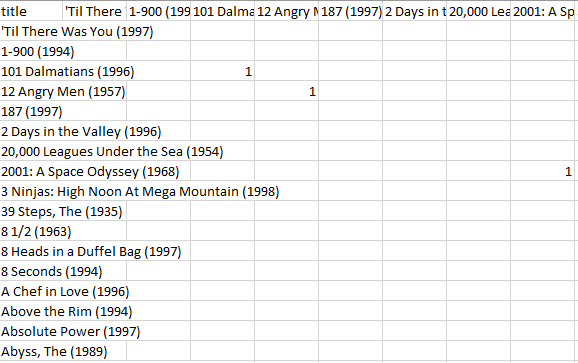 title 'Til There 1-900 (199 101 Dalma 12 Angry M 187 (1997) 2 Days in t 20,000 Lea 2001: A Sp
'Til There Was You (1997)
1-900 (1994)
101 Dalmatians (1996) 1
12 Angry Men (1957) 1
187 (1997)
2 Days in the Valley (1996)
20,000 Leagues Under the Sea (1954)
2001: A Space Odyssey (1968) 1
3 Ninjas: High Noon At Mega Mountain (1998)
39 Steps, The (1935)
8 1/2 (1963)
8 Heads in a Duffel Bag (1997)
8 Seconds (1994)
A Chef in Love (1996)
Above the Rim (1994)
Absolute Power (1997)
Abyss, The (1989)